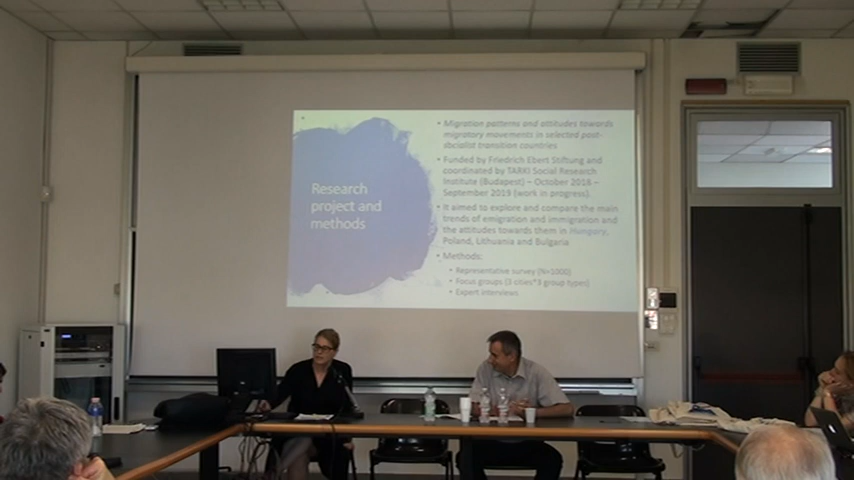 Research
project and
methods
• Migration patterns and attitudes towards
migratory movements in selected post-
socialist transition countries
• Funded by Friedrich Ebert Stiftung and
coordinated by TARKI Social Research
Institute (Budapest) – October 2018 –
September 2019 (work in progress).
• It aimed to explore and compare the main
trends of emigration and immigration and
the attitudes towards them in Hungary,
Poland, Lithuania and Bulgaria
• Methods:
• Representative survey (N=1000)
• Focus groups (3 cities*3 group types)
• Expert interviews